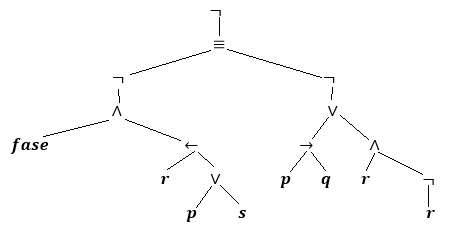 ¬
≡
¬ ¬
∧ ∨
fase ← → ∧
r ∨ p q r ¬
p s r